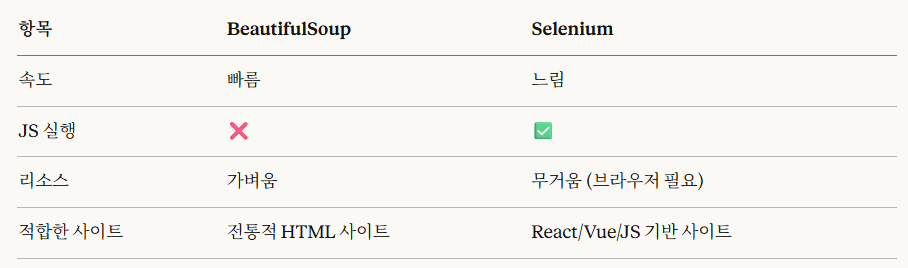 항목 BeautifulSoup Selenium
속도 빠름 느림
JS 실행 ❌ ✅
리소스 가벼움 무거움 (브라우저 필요)
적합한 사이트 전통적 HTML 사이트 React/Vue/JS 기반 사이트